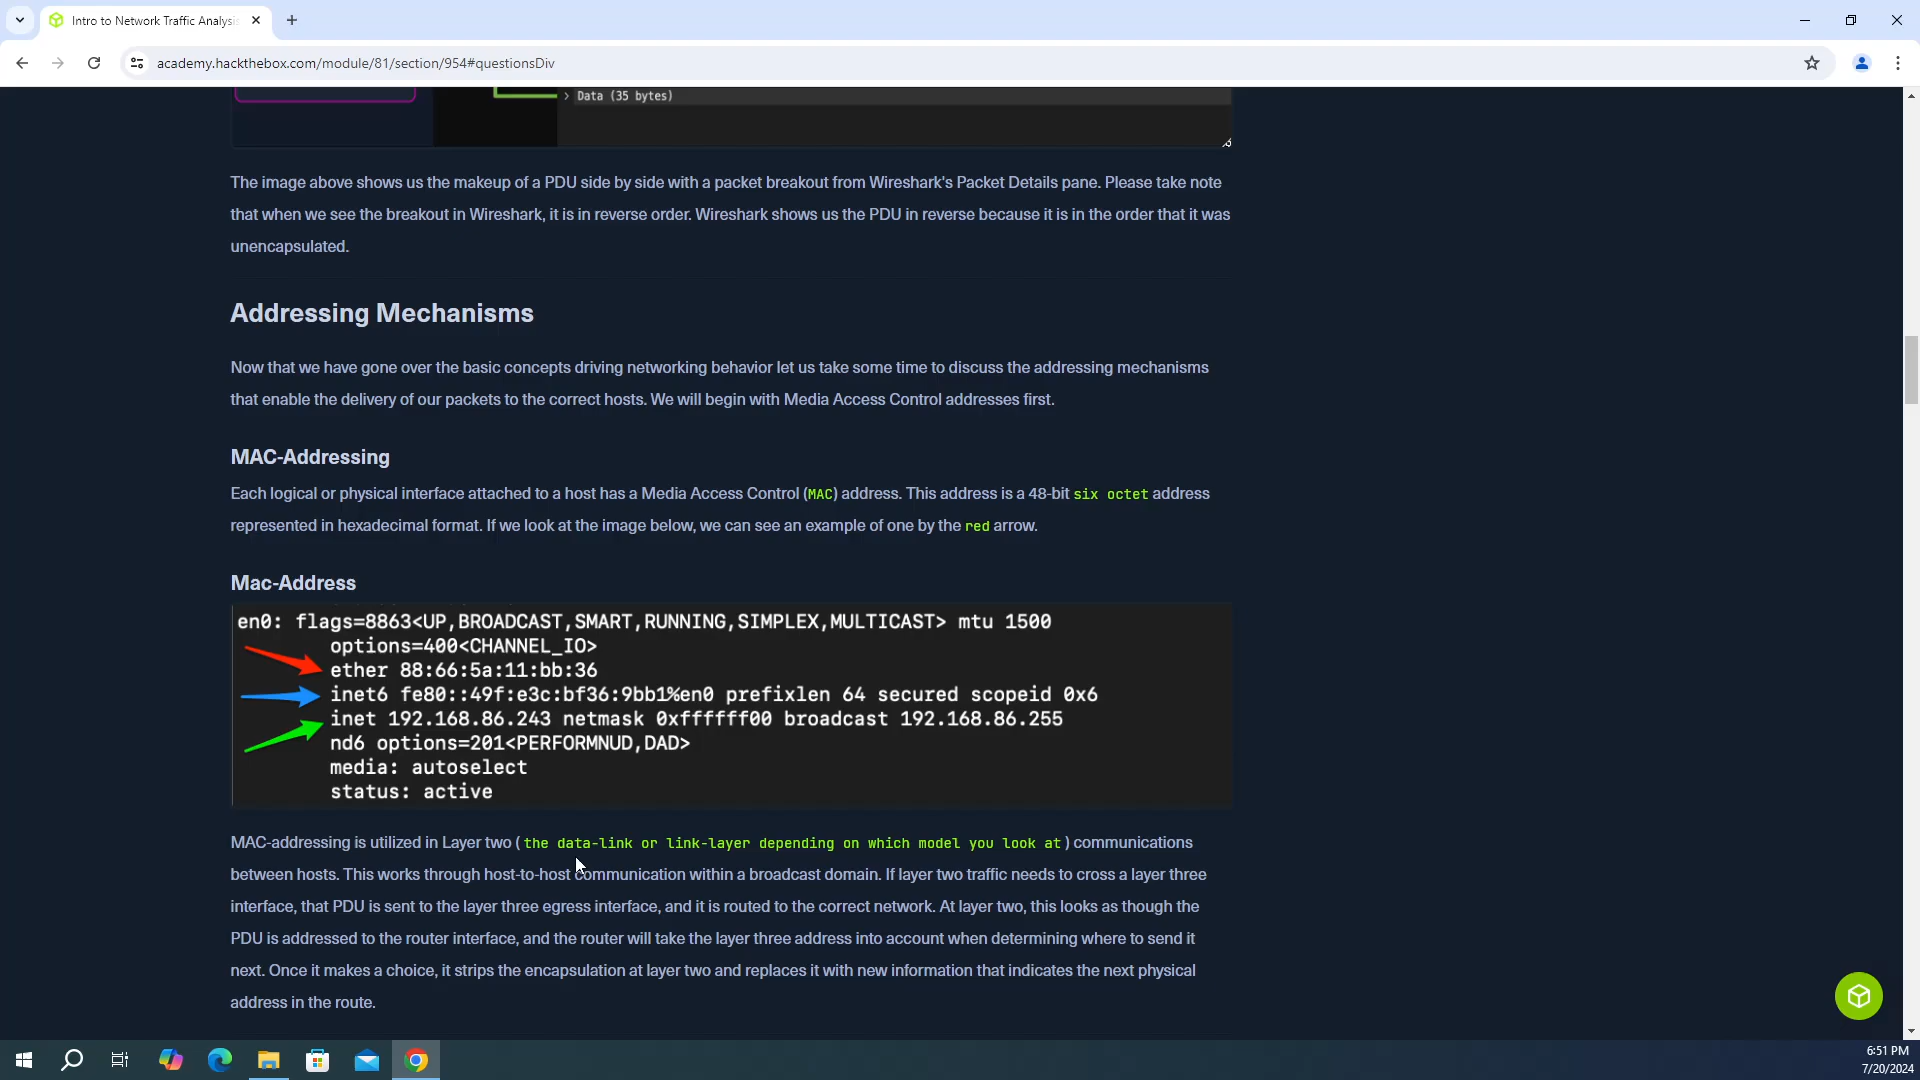 Intro to Network Traffic Analysis
academy.hackthebox.com/module/81/section/954#questionsDiv
Data (35 bytes)
The image above shows us the makeup of a PDU side by side with a packet breakout from Wireshark's Packet Details pane. Please take note
that when we see the breakout in Wireshark, it is in reverse order. Wireshark shows us the PDU in reverse because it is in the order that it was
unencapsulated.
Addressing Mechanisms
Now that we have gone over the basic concepts driving networking behavior let us take some time to discuss the addressing mechanisms
that enable the delivery of our packets to the correct hosts. We will begin with Media Access Control addresses first.
MAC-Addressing
Each logical or physical interface attached to a host has a Media Access Control (MAC) address. This address is a 48-bit six octet address
represented in hexadecimal format. If we look at the image below, we can see an example of one by the red arrow.
Mac-Address
en0: flags=8863<UP,BROADCAST,SMART,RUNNING,SIMPLEX,MULTICAST> mtu 1500
options=400<CHANNEL_IO>
ether 88:66:5a:11:bb:36
inet6 fe80::49f:e3c:bf36:9bb1%en0 prefixlen 64 secured scopeid 0x6
inet 192.168.86.243 netmask 0xffffff00 broadcast 192.168.86.255
nd6 options=201<PERFORMNUD,DAD>
media: autoselect
status: active
MAC-addressing is utilized in Layer two ( the data-link or link-layer depending on which model you look at ) communications
between hosts. This works through host-to-host communication within a broadcast domain. If layer two traffic needs to cross a layer three
interface, that PDU is sent to the layer three egress interface, and it is routed to the correct network. At layer two, this looks as though the
PDU is addressed to the router interface, and the router will take the layer three address into account when determining where to send it
next. Once it makes a choice, it strips the encapsulation at layer two and replaces it with new information that indicates the next physical
address in the route.
6:51 PM
7/20/2024